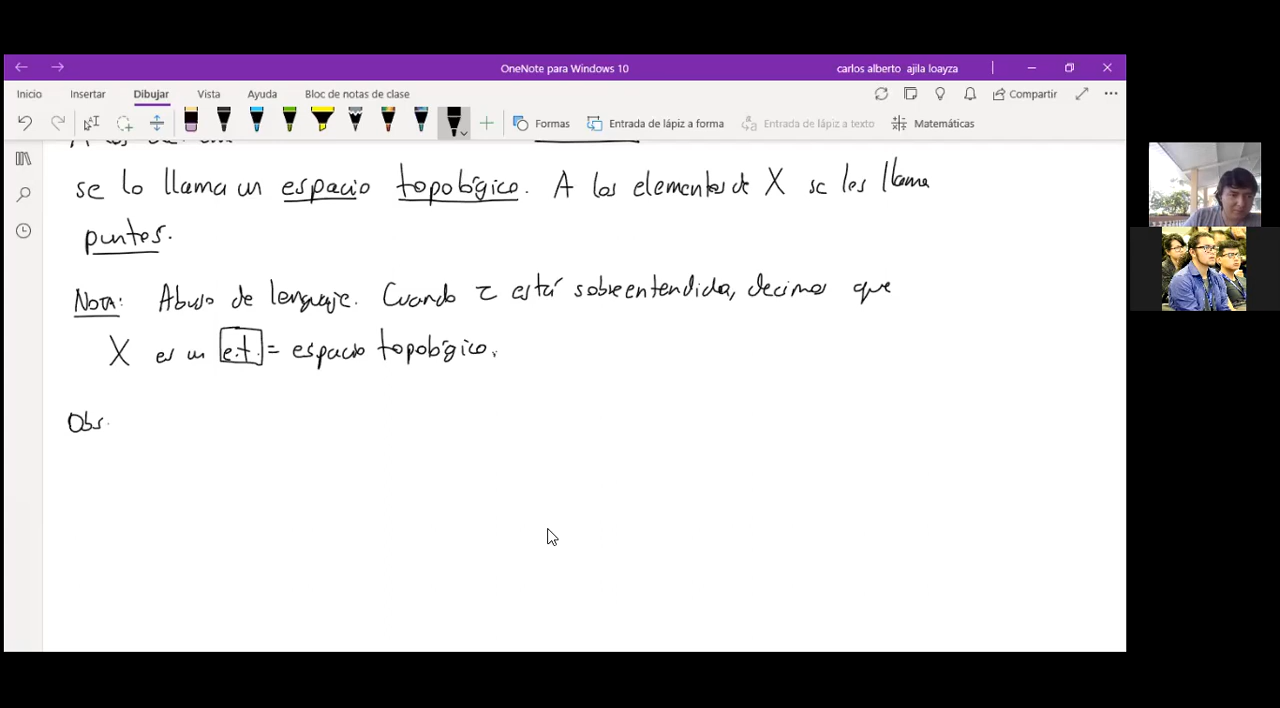 OneNote para Windows 10
carlos alberto ajila loayza
Inicio Insertar Dibujar Vista Ayuda Bloc de notas de clase
Compartir
Formas Entrada de lápiz a forma Entrada de lápiz a texto Matemáticas
se lo llama un espacio topológico. A los elementos de X se les llama
puntos.
NOTA: Abuso de lenguaje. Cuando τ está sobreentendida, decimos que
X es un e.t. = espacio topológico.
Obs.